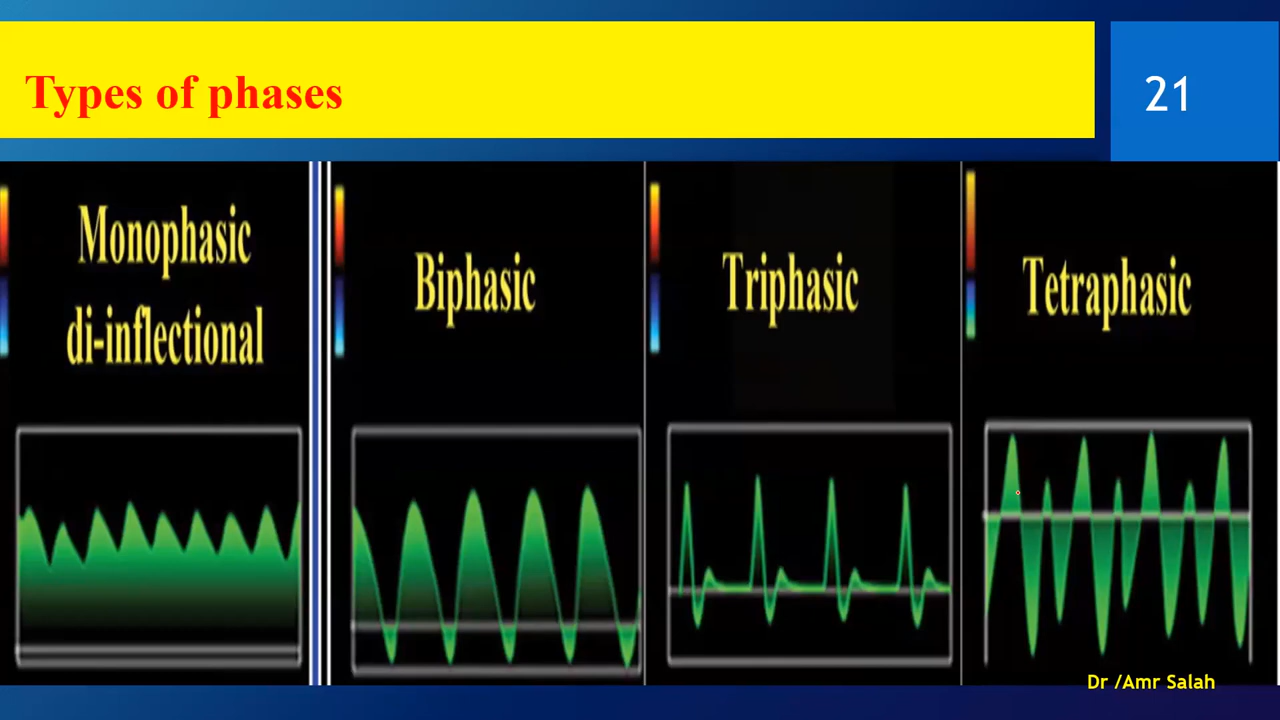 Types of phases
21
Monophasic
di-inflectional
Biphasic
Triphasic
Tetraphasic
Dr /Amr Salah